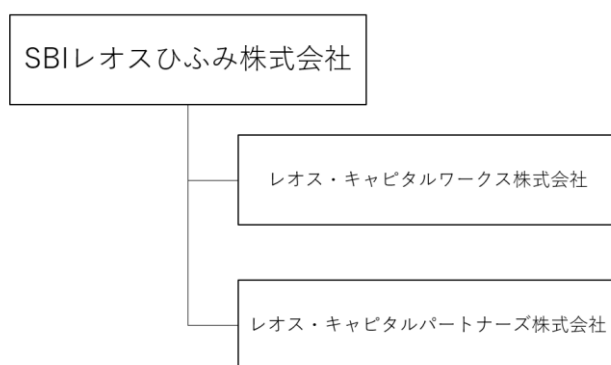 SBIレオスひふみ株式会社
レオス・キャピタルワークス株式会社
レオス・キャピタルパートナーズ株式会社